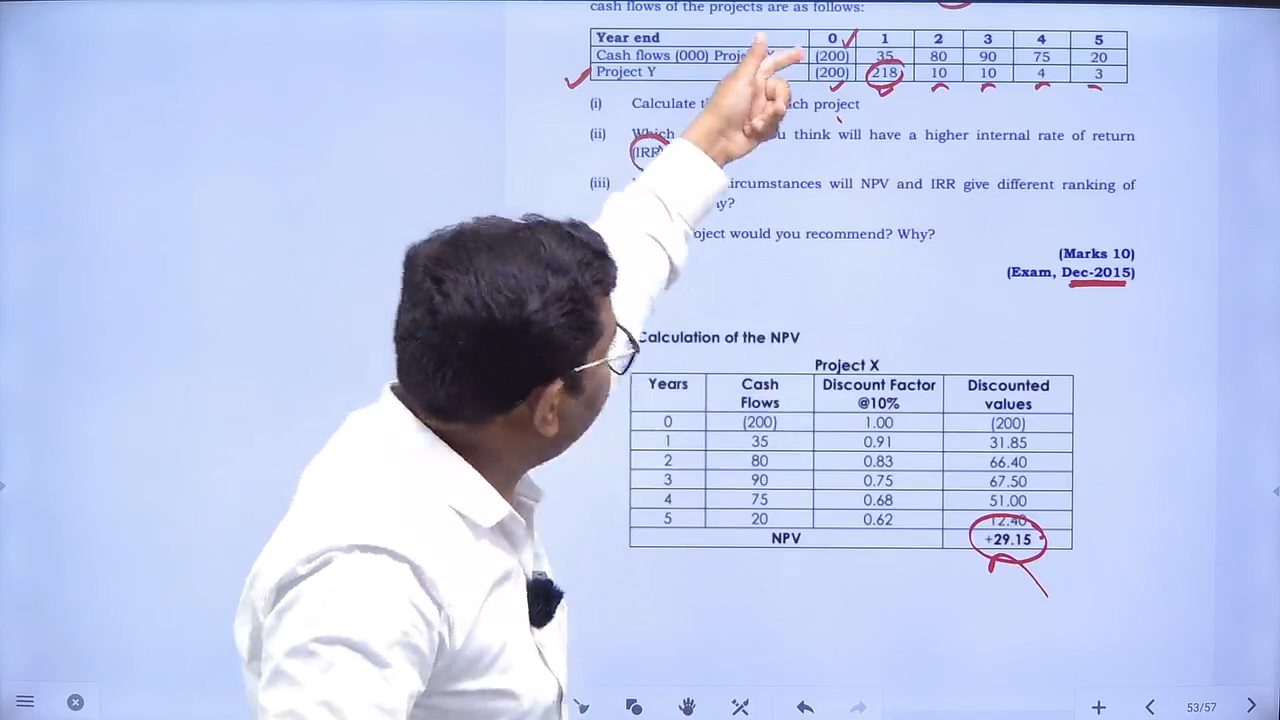 cash flows of the projects are as follows:
Year end 0 1 2 3 4 5
Cash flows (000) (200) 35 80 90 75 20
Project Y (200) 218 10 10 4 3
(i) Calculate project
(ii) Which think will have a higher internal rate of return
(IRR)
(iii) circumstances will NPV and IRR give different ranking of
would you recommend? Why?
(Marks 10)
(Exam, Dec-2015)
Calculation of the NPV
Project X
Years Cash Flows Discount Factor @10% Discounted values
0 (200) 1.00 (200)
1 35 0.91 31.85
2 80 0.83 66.40
3 90 0.75 67.50
4 75 0.68 51.00
5 20 0.62 12.40
NPV +29.15
53/57